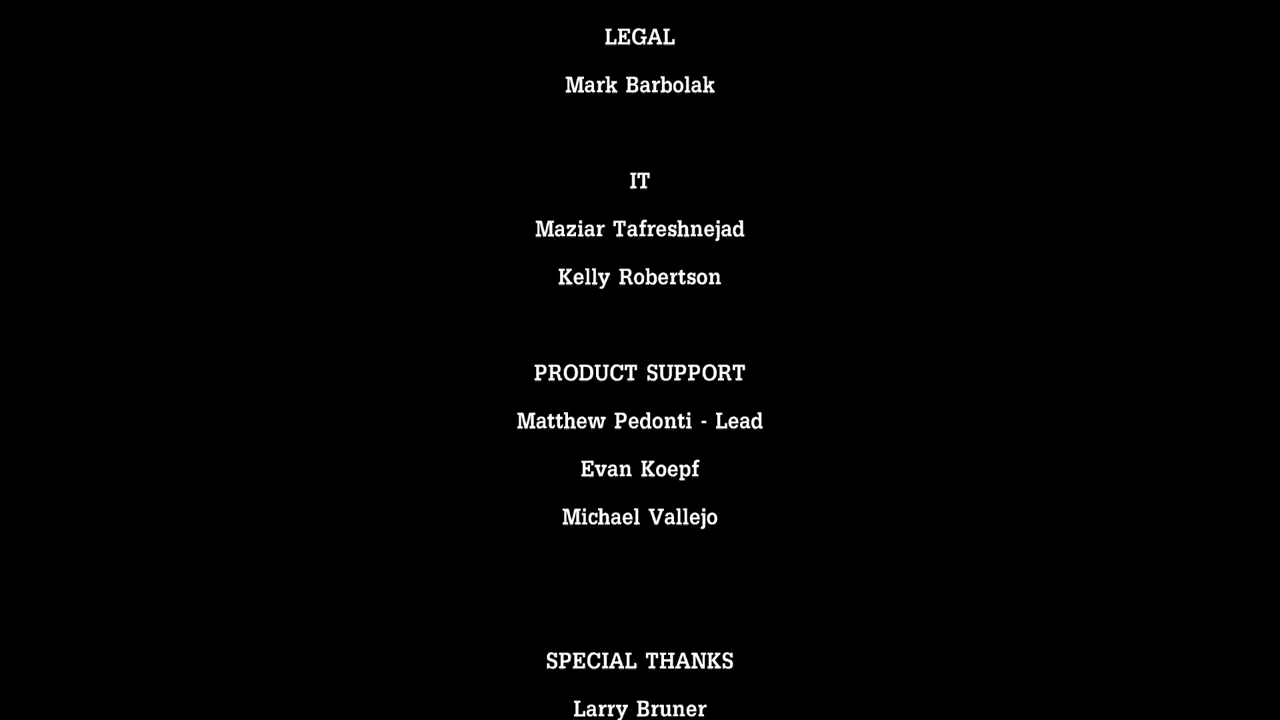 LEGAL
Mark Barbolak
IT
Maziar Tafreshnejad
Kelly Robertson
PRODUCT SUPPORT
Matthew Pedonti - Lead
Evan Koepf
Michael Vallejo
SPECIAL THANKS
Larry Bruner